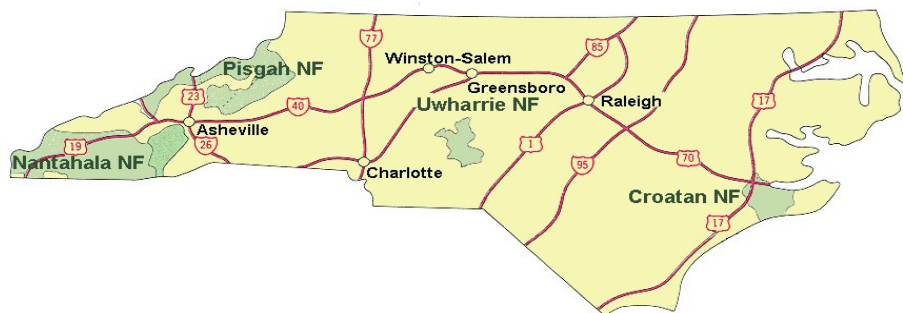 77
85
Winston-Salem
Pisgah NF
Greensboro
23
40
Uwharrie NF
Raleigh
17
Asheville
19
26
1
95
70
Nantahala NF
Charlotte
Croatan NF
17